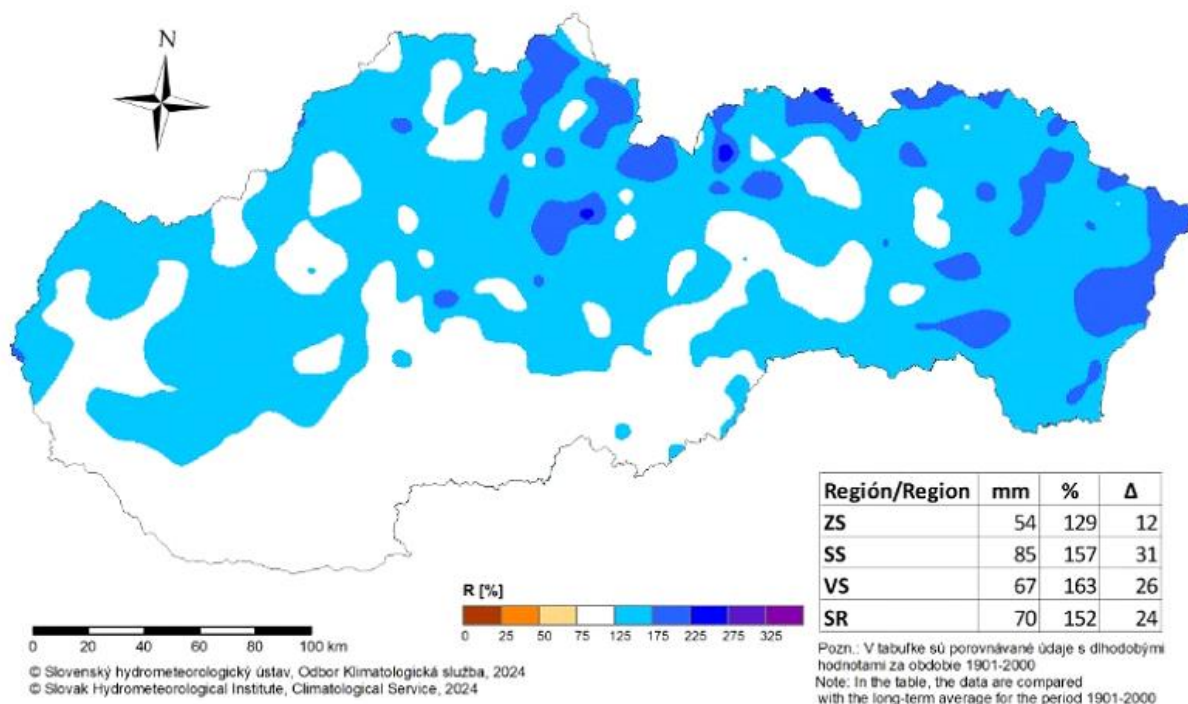 N
Región/Region mm % Δ
ZS 54 129 12
SS 85 157 31
VS 67 163 26
SR 70 152 24
R [%]
0 25 50 75 125 175 225 275 325
0 20 40 60 80 100 km
© Slovenský hydrometeorologický ústav, Odbor Klimatologická služba, 2024
© Slovak Hydrometeorological Institute, Climatological Service, 2024
Pozn.: V tabuľke sú porovnávané údaje s dlhodobými
hodnotami za obdobie 1901-2000
Note: In the table, the data are compared
with the long-term average for the period 1901-2000